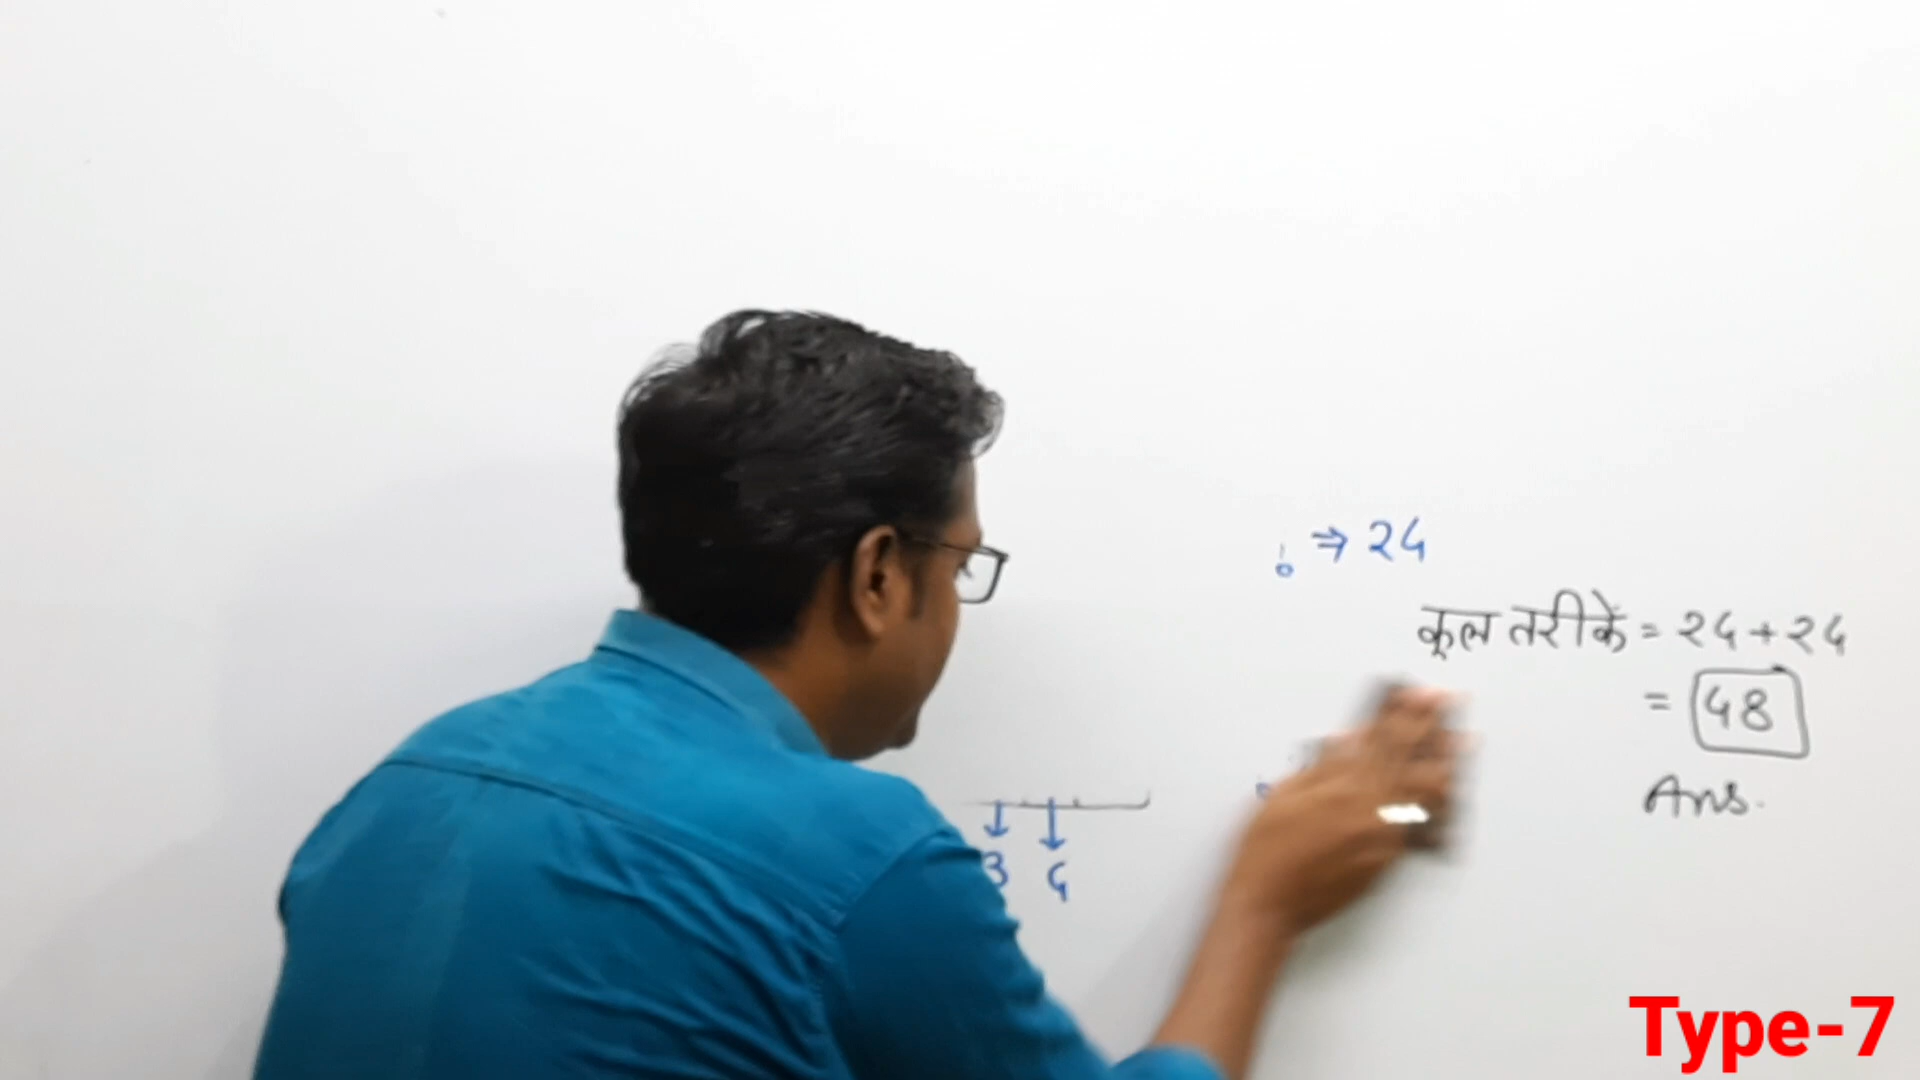 ⇒ 24
कूल तरीके = 24 + 24
= 48
Ans.
3 4
Type-7